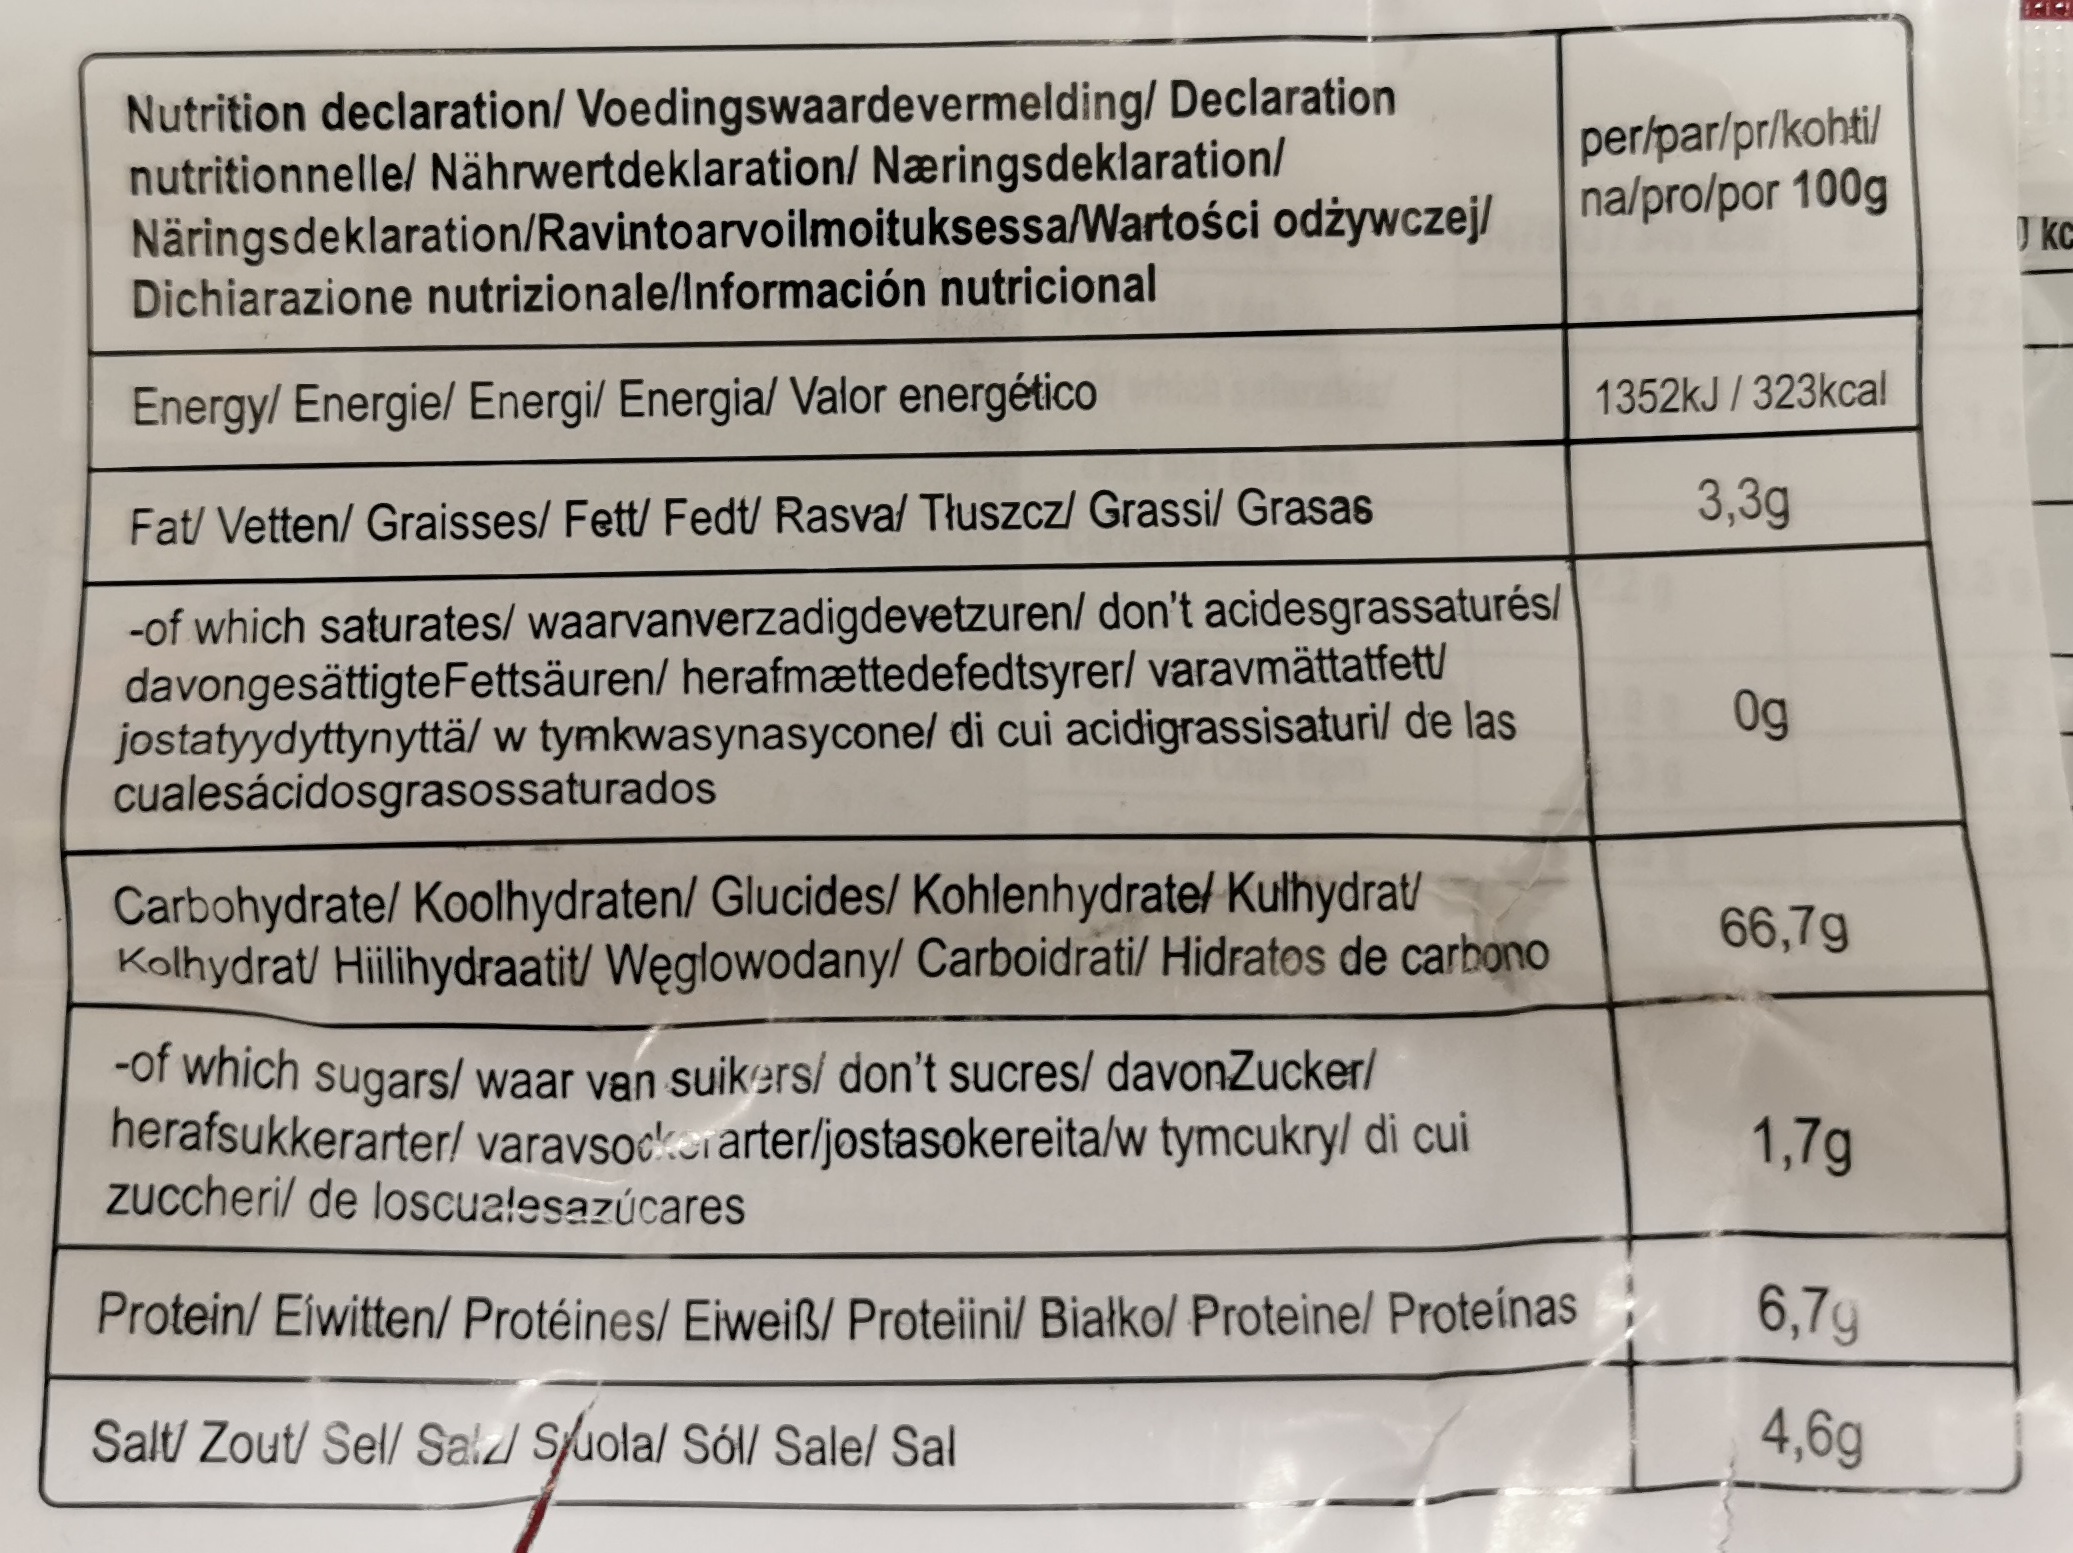 Nutrition declaration/ Voedingswaardevermelding/ Declaration
nutritionnelle/ Nährwertdeklaration/ Næringsdeklaration/
Näringsdeklaration/Ravintoarvoilmoituksessa/Wartości odżywczej/
Dichiarazione nutrizionale/Información nutricional
per/par/pr/kohti/
na/pro/por 100g
Energy/ Energie/ Energi/ Energia/ Valor energético
1352kJ / 323kcal
Fat/ Vetten/ Graisses/ Fett/ Fedt/ Rasva/ Tłuszcz/ Grassi/ Grasas
3,3g
-of which saturates/ waarvanverzadigdevetzuren/ don't acidesgrassaturés/
davongesättigteFettsäuren/ herafmættedefedtsyrer/ varavmättatfett/
jostatyydyttynyttä/ w tymkwasynasycone/ di cui acidigrassisaturi/ de las
cualesácidosgrasossaturados
0g
Carbohydrate/ Koolhydraten/ Glucides/ Kohlenhydrate/ Kulhydrat/
Kolhydrat/ Hiilihydraatit/ Węglowodany/ Carboidrati/ Hidratos de carbono
66,7g
-of which sugars/ waar van suikers/ don't sucres/ davonZucker/
herafsukkerarter/ varavsockerarter/jostasokereita/w tymcukry/ di cui
zuccheri/ de loscualesazúcares
1,7g
Protein/ Eíwitten/ Protéines/ Eiweiß/ Proteiini/ Białko/ Proteine/ Proteínas
6,7g
Salt/ Zout/ Sel/ Salz/ Suola/ Sól/ Sale/ Sal
4,6g